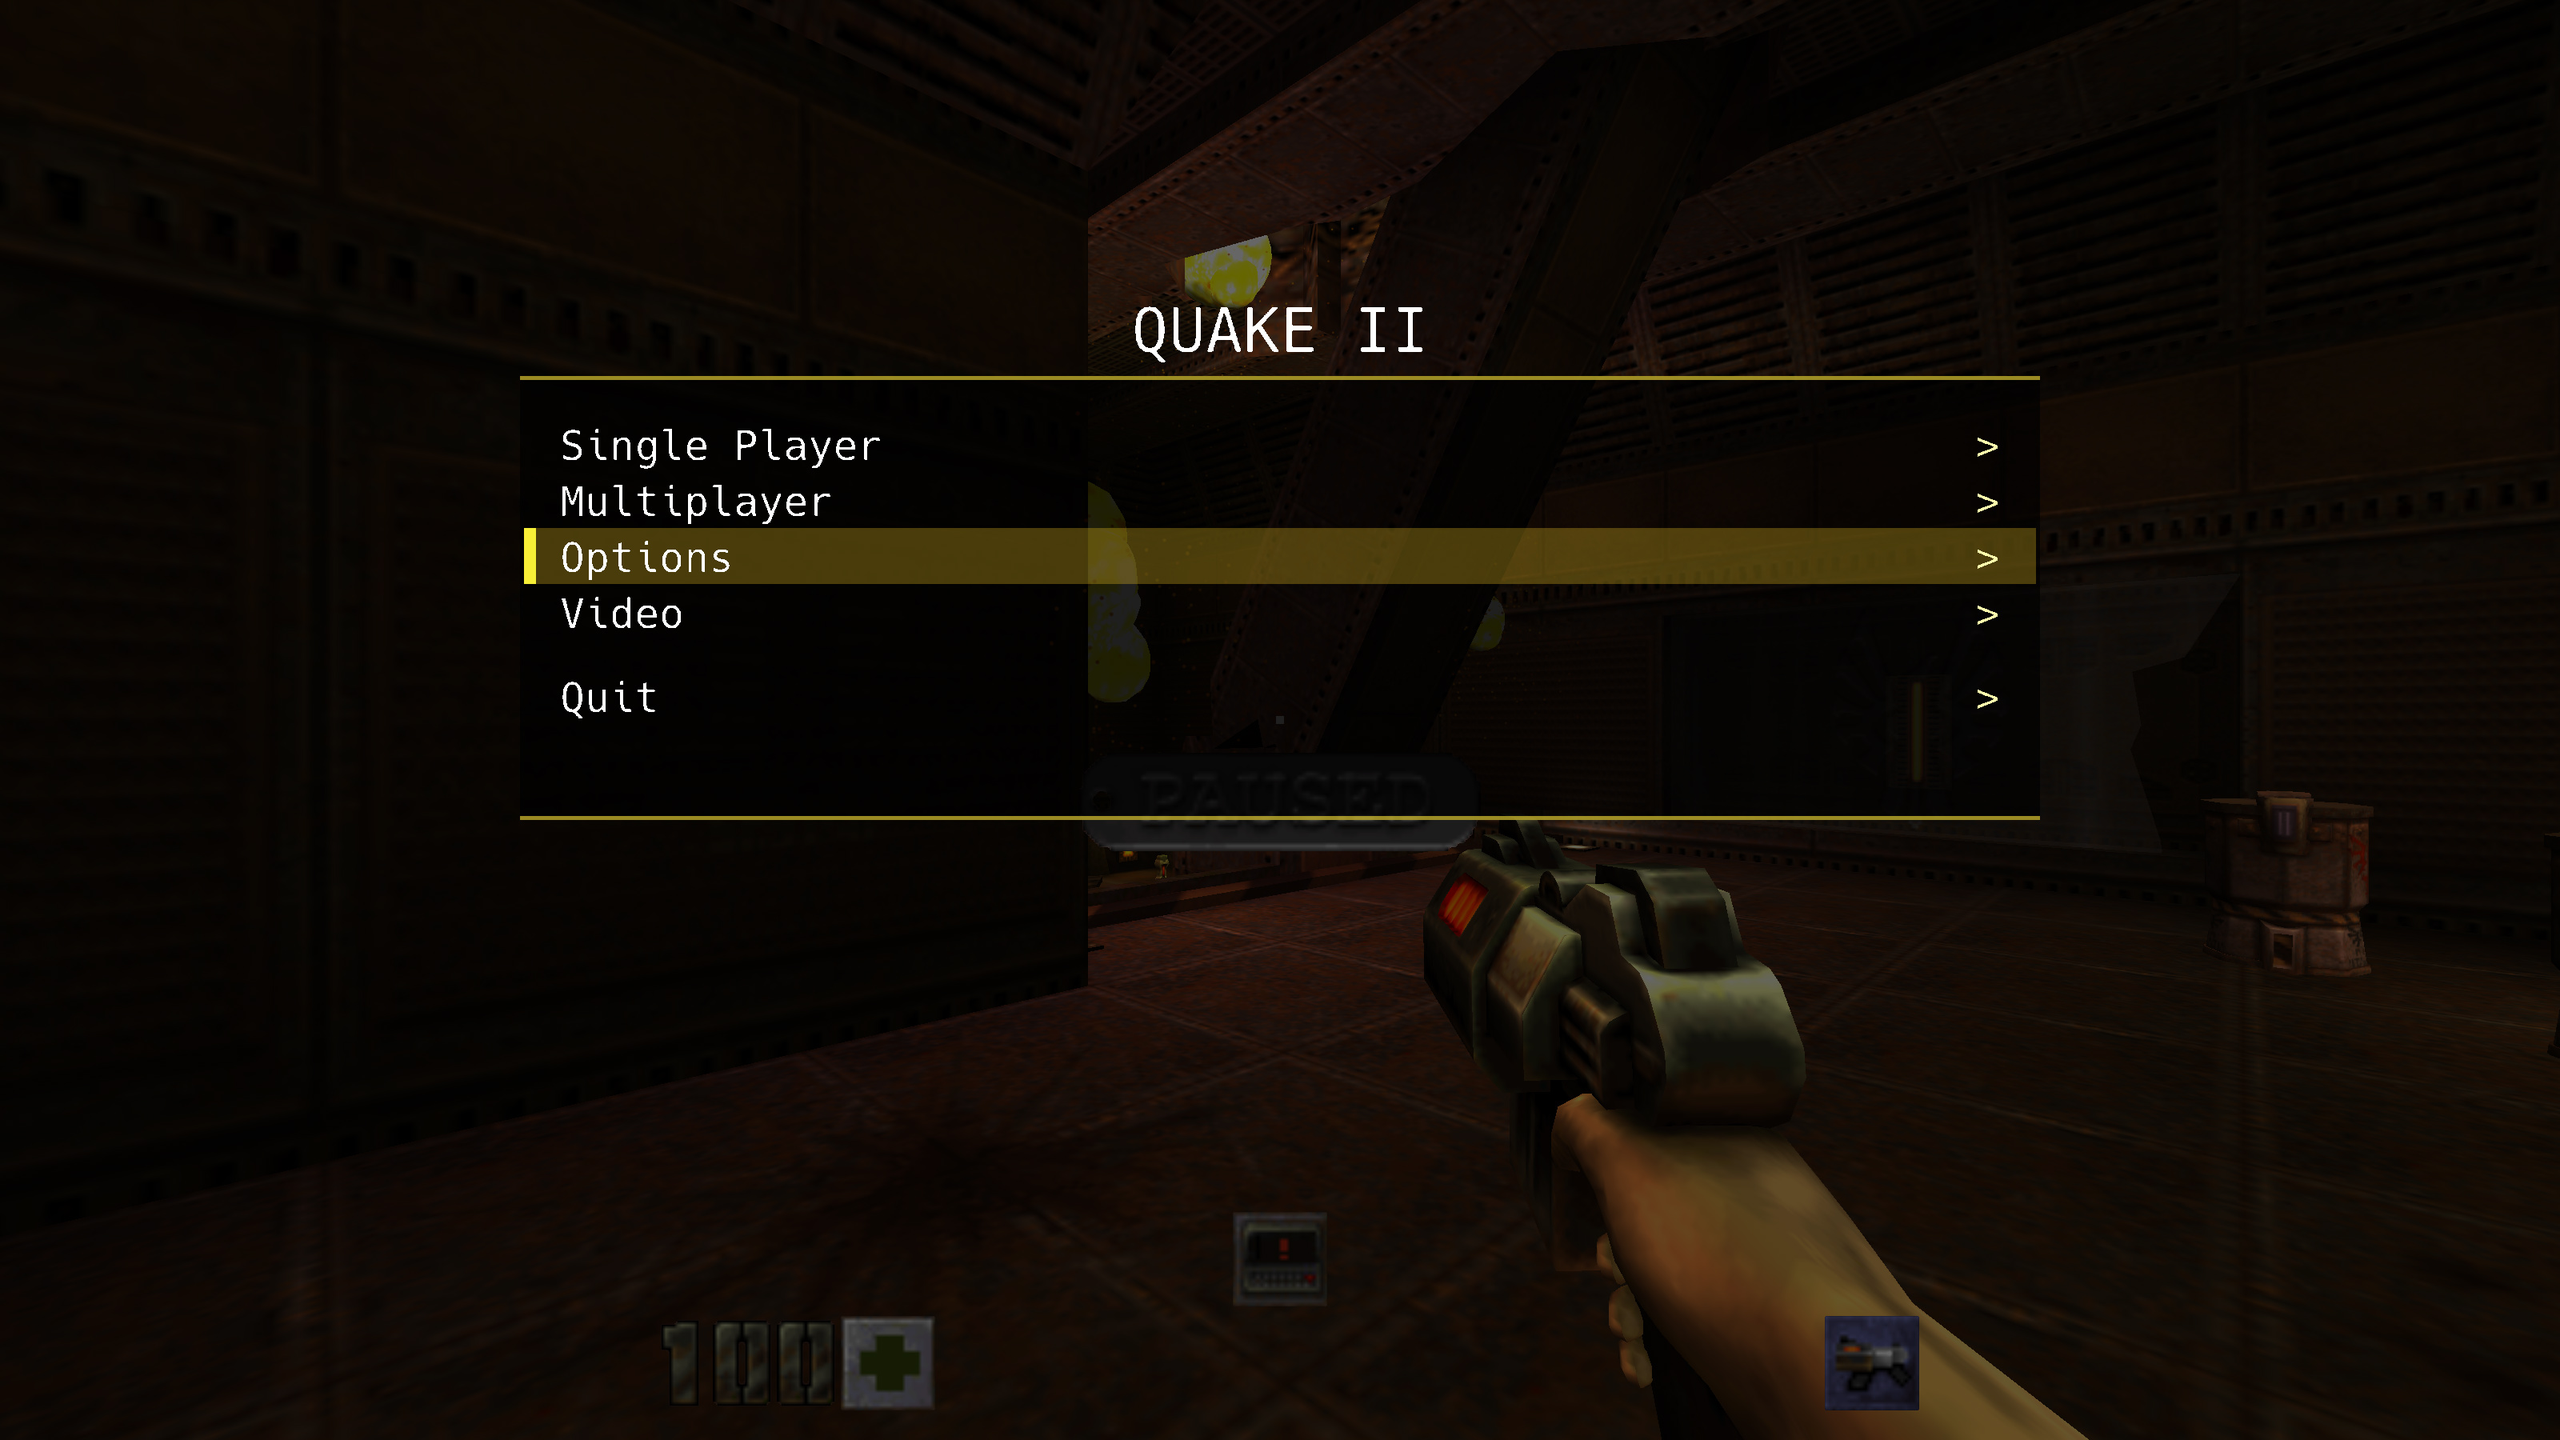 QUAKE II
Single Player >
Multiplayer >
Options >
Video >
Quit >
PAUSED
100